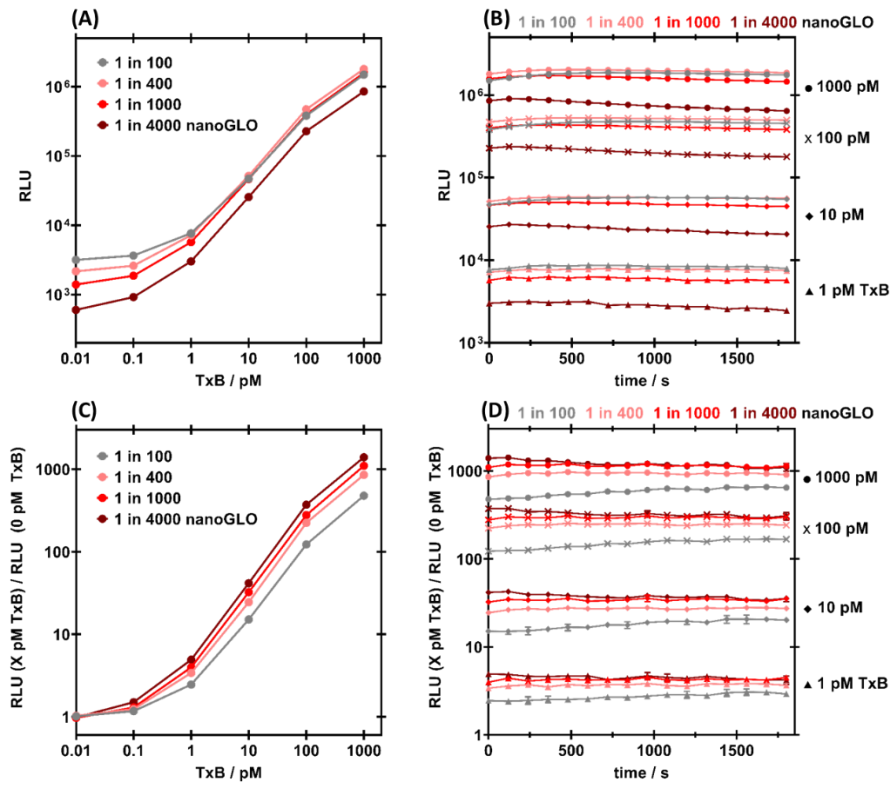 (A)
1 in 100
1 in 400
1 in 1000
1 in 4000 nanoGLO
RLU
10^6
10^5
10^4
10^3
0.01 0.1 1 10 100 1000
TxB / pM
(B) 1 in 100 1 in 400 1 in 1000 1 in 4000 nanoGLO
RLU
10^6
10^5
10^4
10^3
1000 pM
x 100 pM
10 pM
1 pM TxB
0 500 1000 1500
time / s
(C)
1 in 100
1 in 400
1 in 1000
1 in 4000 nanoGLO
RLU (X pM TxB) / RLU (0 pM TxB)
1000
100
10
1
0.01 0.1 1 10 100 1000
TxB / pM
(D) 1 in 100 1 in 400 1 in 1000 1 in 4000 nanoGLO
RLU (X pM TxB) / RLU (0 pM TxB)
1000
100
10
1
1000 pM
x 100 pM
10 pM
1 pM TxB
0 500 1000 1500
time / s